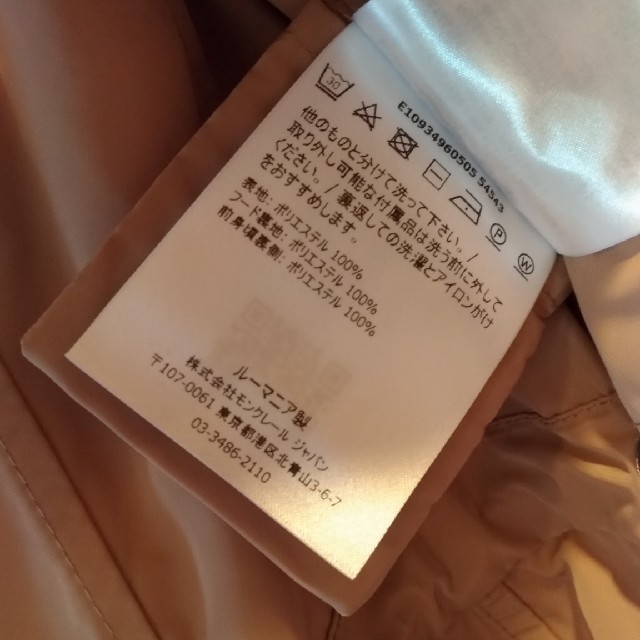 E10934960505 54543
他のものと分けて洗って下さい。/
取り外し可能な付属品は洗う前に外して
ください。/裏返しての洗濯とアイロンがけ
をおすすめします。
表地: ポリエステル 100%
フード裏地: ポリエステル 100%
前身頃裏側: ポリエステル 100%
ルーマニア製
株式会社モンクレール ジャパン
〒107-0061 東京都港区北青山3-6-7
03-3486-2110